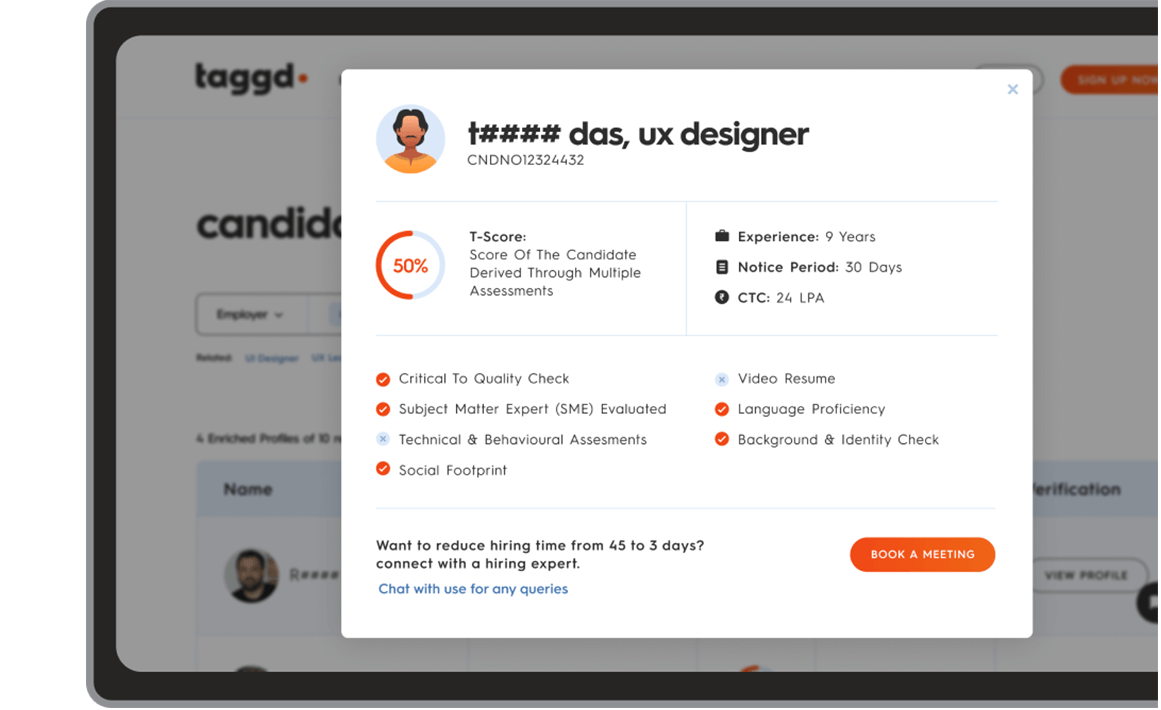 taggd
SIGN UP NOW
t#### das, ux designer
CNDNO12324432
candida
50%
T-Score:
Score Of The Candidate
Derived Through Multiple
Assessments
Experience: 9 Years
Notice Period: 30 Days
CTC: 24 LPA
Employer
Related: UI Designer UX Le
Critical To Quality Check
Video Resume
Subject Matter Expert (SME) Evaluated
Language Proficiency
Technical & Behavioural Assesments
Background & Identity Check
Social Footprint
4 Enriched Profiles of 10 re
Name
erification
Want to reduce hiring time from 45 to 3 days?
connect with a hiring expert.
BOOK A MEETING
Chat with use for any queries
R####
VIEW PROFILE